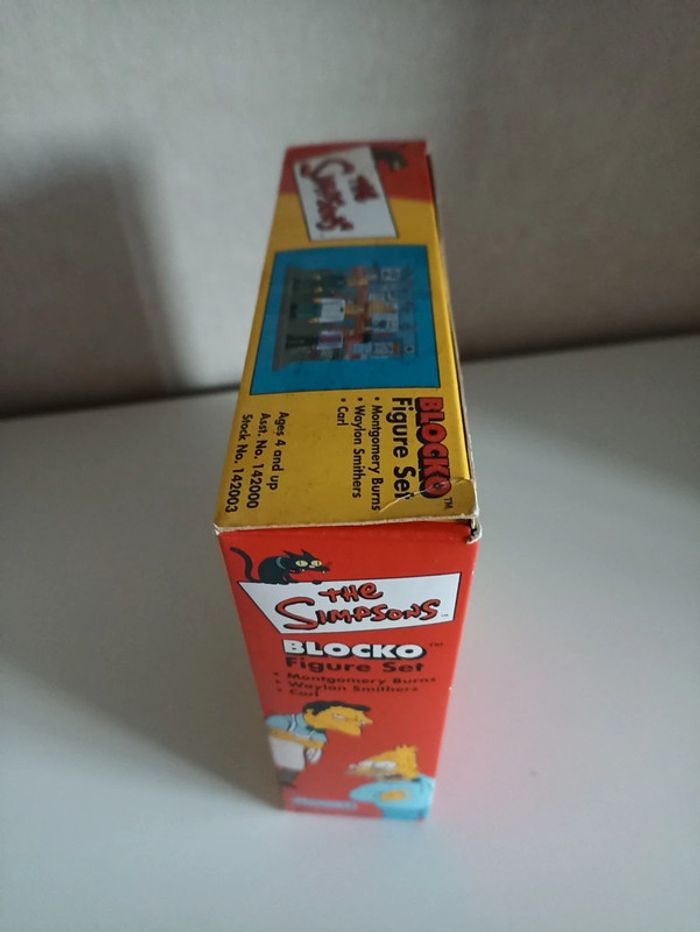 THE
SIMPSONS
BLOCKO™
Figure Set
• Montgomery Burns
• Waylon Smithers
• Carl
Ages 4 and up
Asst. No. 142000
Stock No. 142003
THE
SIMPSONS™
BLOCKO™
Figure Set
• Montgomery Burns
• Waylon Smithers
• Carl